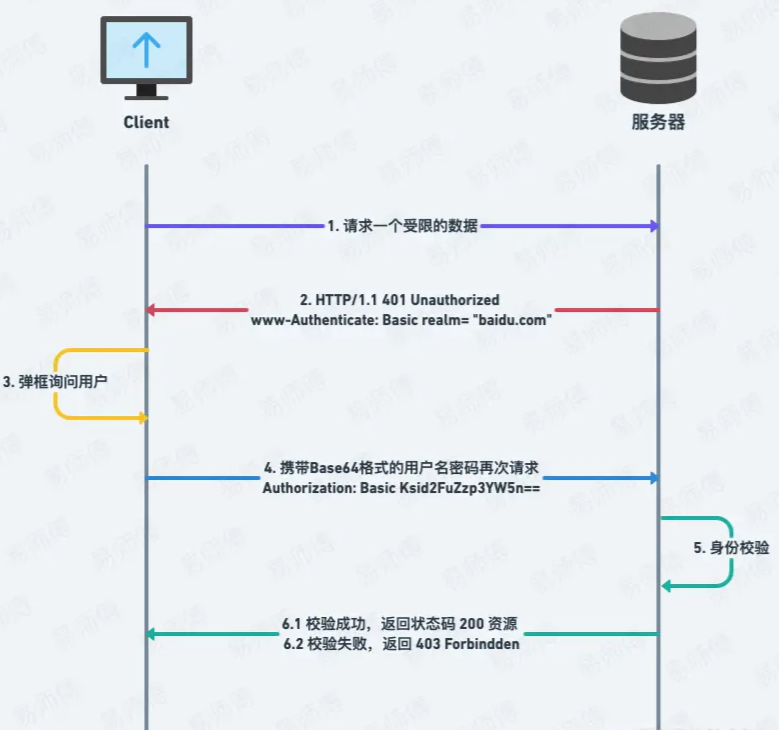 Client
服务器
1. 请求一个受限的数据
2. HTTP/1.1 401 Unauthorized
www-Authenticate: Basic realm= "baidu.com"
3. 弹框询问用户
4. 携带Base64格式的用户名密码再次请求
Authorization: Basic Ksid2FuZzp3YW5n==
5. 身份校验
6.1 校验成功，返回状态码 200 资源
6.2 校验失败，返回 403 Forbindden